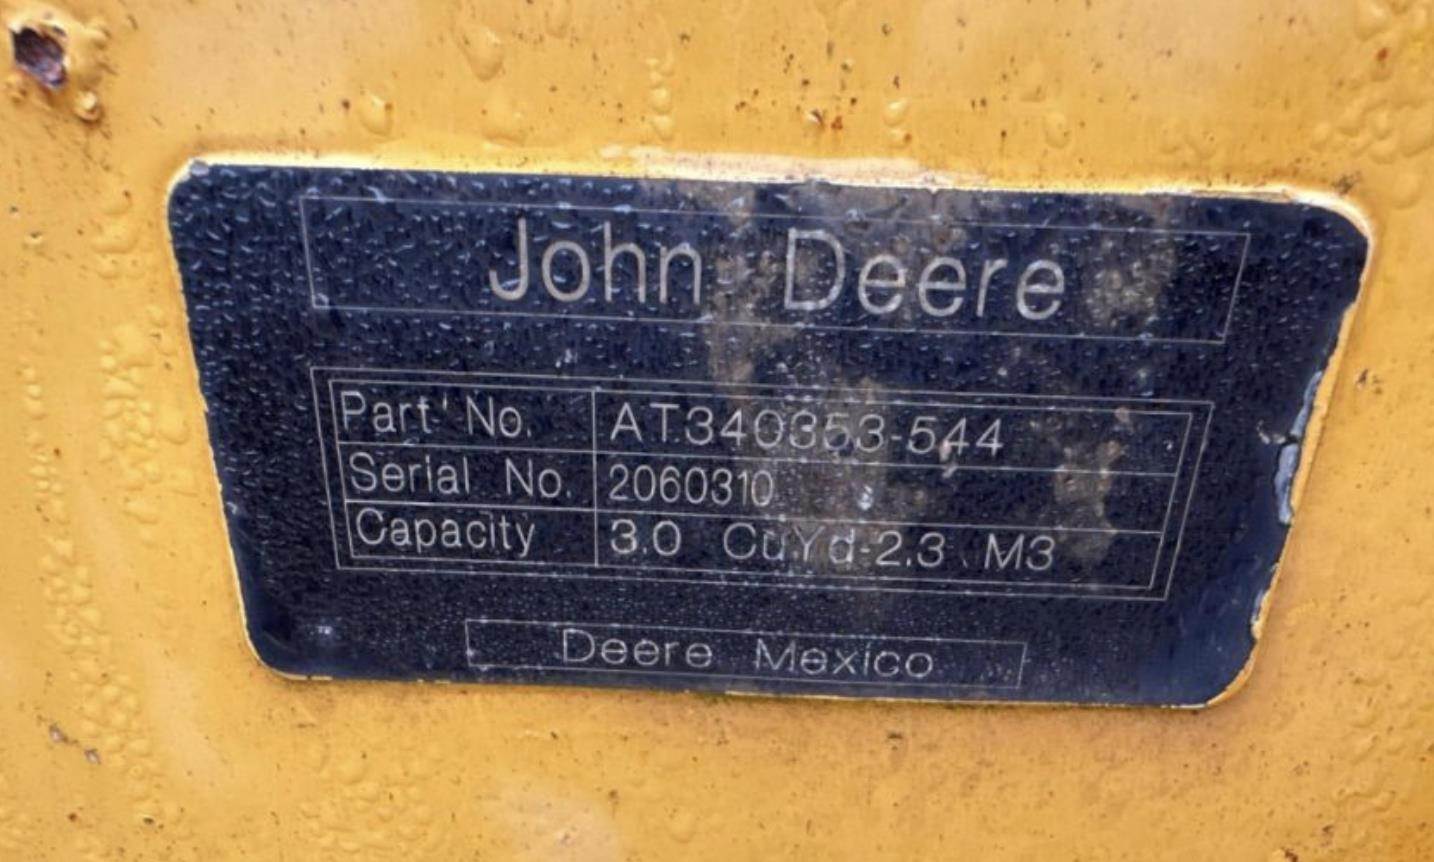 John Deere
Part No. AT340353-544
Serial No. 2060310
Capacity 3.0 CuYd-2.3 M3
Deere Mexico